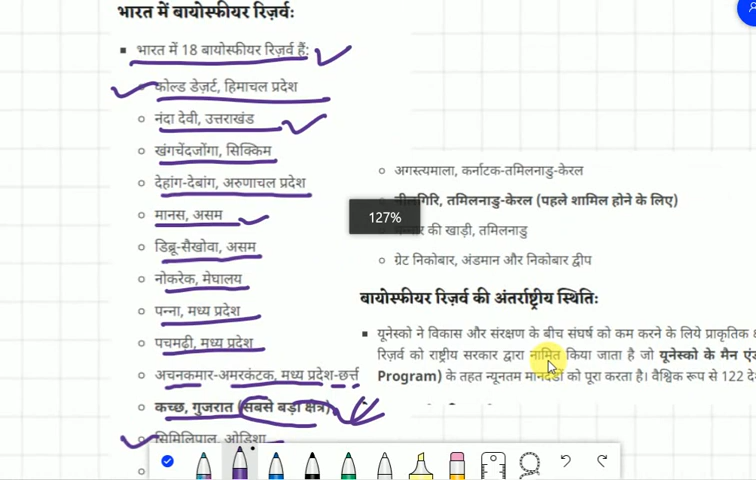 भारत में बायोस्फीयर रिज़र्वः
भारत में 18 बायोस्फीयर रिज़र्व हैं:
कोल्ड डेज़र्ट, हिमाचल प्रदेश
नंदा देवी, उत्तराखंड
खंगचेंदजोंगा, सिक्किम
देहांग-देबांग, अरुणाचल प्रदेश
मानस, असम
डिब्रू-सैखोवा, असम
नोकरेक, मेघालय
पन्ना, मध्य प्रदेश
पचमढ़ी, मध्य प्रदेश
अचनकमार-अमरकंटक, मध्य प्रदेश-छत्त
कच्छ, गुजरात (सबसे बड़ा क्षेत्र)
सिमिलिपाल, ओडिशा
अगस्त्यमाला, कर्नाटक-तमिलनाडु-केरल
नीलगिरि, तमिलनाडु-केरल (पहले शामिल होने के लिए)
127%
की खाड़ी, तमिलनाडु
ग्रेट निकोबार, अंडमान और निकोबार द्वीप
बायोस्फीयर रिज़र्व की अंतर्राष्ट्रीय स्थितिः
यूनेस्को ने विकास और संरक्षण के बीच संघर्ष को कम करने के लिये प्राकृतिक
रिज़र्व को राष्ट्रीय सरकार द्वारा नामित किया जाता है जो यूनेस्को के मैन एंड
Program) के तहत न्यूनतम मानदंडों को पूरा करता है। वैश्विक रूप से 122 दे